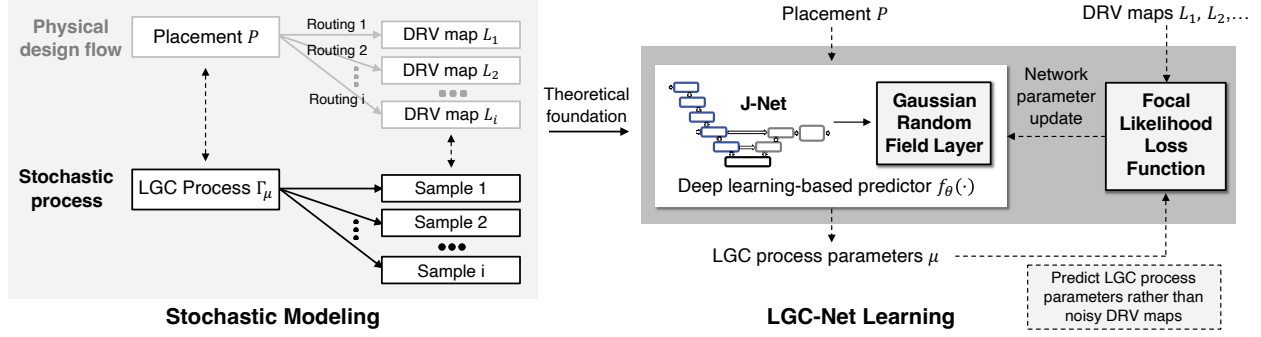 Physical
design flow
Placement P
Routing 1
Routing 2
Routing i
DRV map L₁
DRV map L₂
DRV map Lᵢ
Stochastic
process
LGC Process Γμ
Sample 1
Sample 2
Sample i
Stochastic Modeling
Theoretical
foundation
Placement P
DRV maps L₁, L₂,...
J-Net
Gaussian
Random
Field Layer
Deep learning-based predictor fθ(·)
Network
parameter
update
Focal
Likelihood
Loss
Function
LGC process parameters μ
Predict LGC process
parameters rather than
noisy DRV maps
LGC-Net Learning